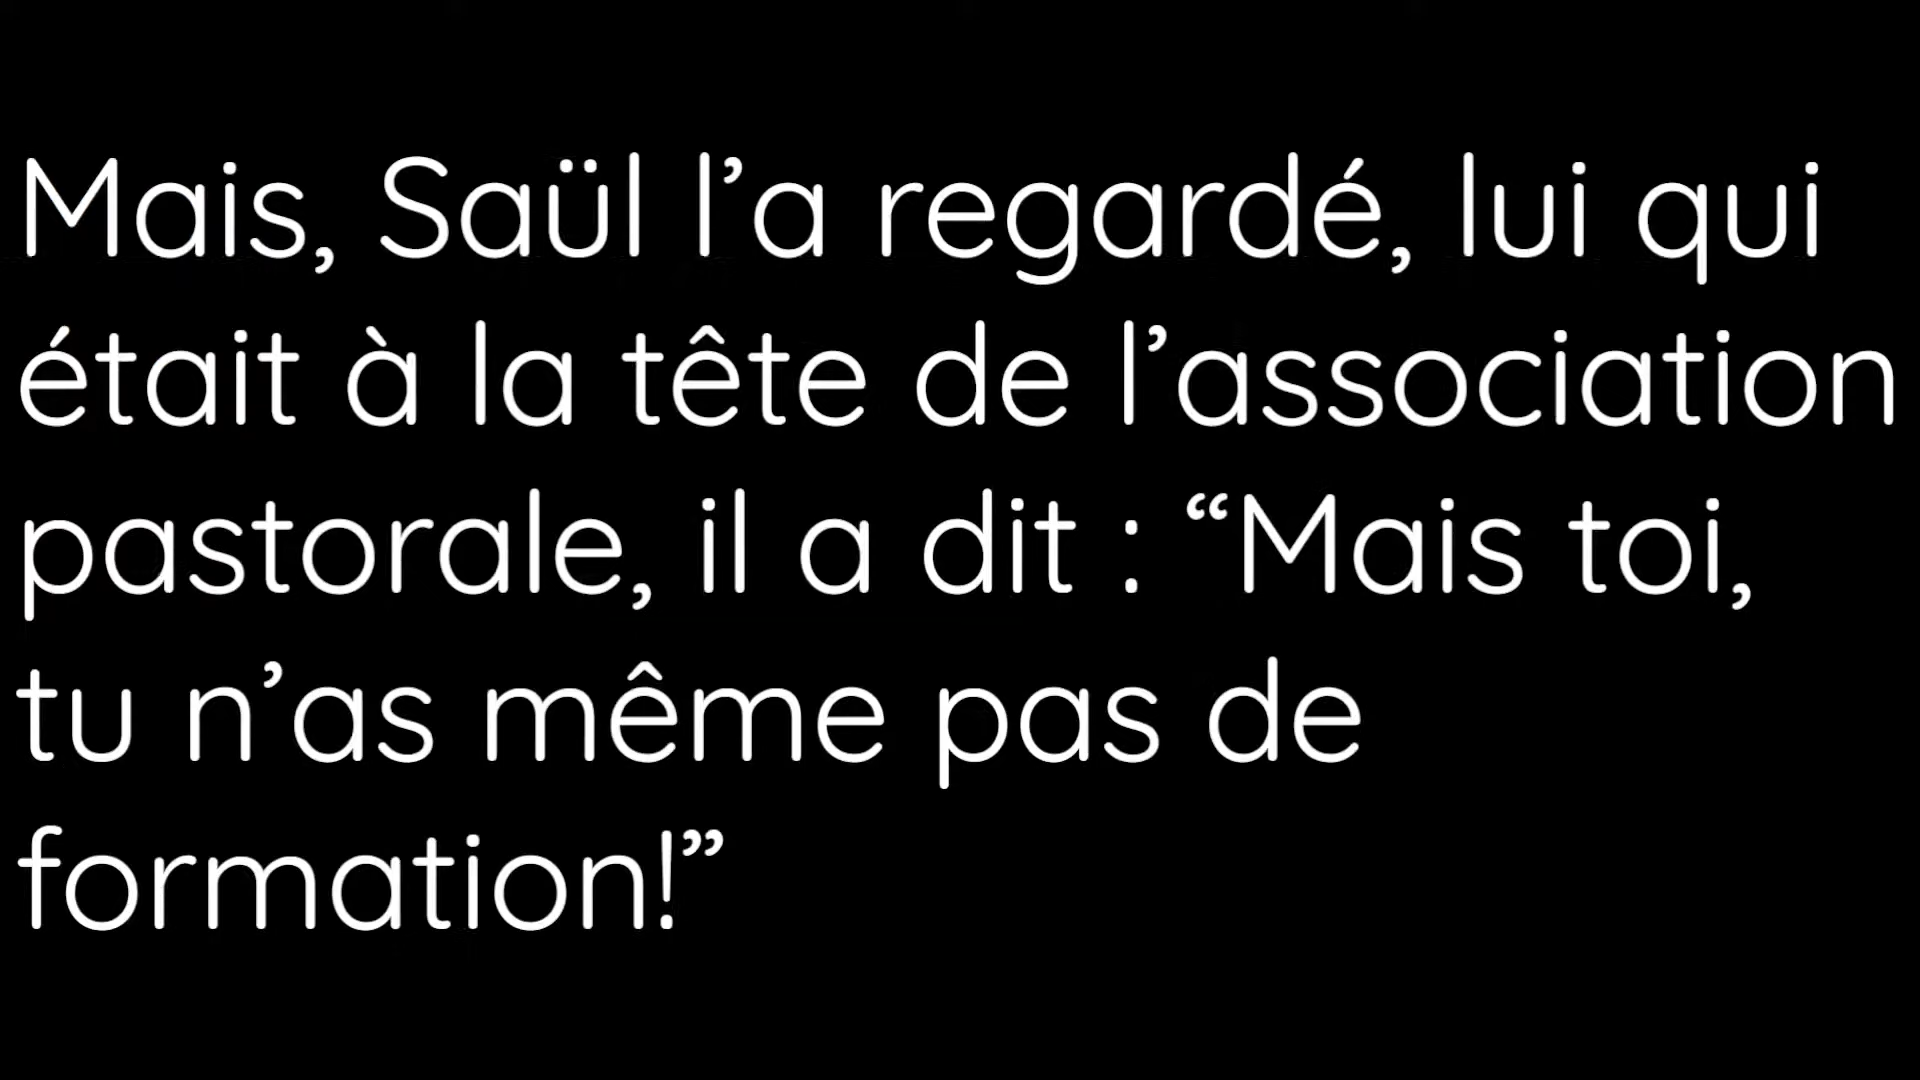 Mais, Saül l’a regardé, lui qui
était à la tête de l’association
pastorale, il a dit : “Mais toi,
tu n’as même pas de
formation!”